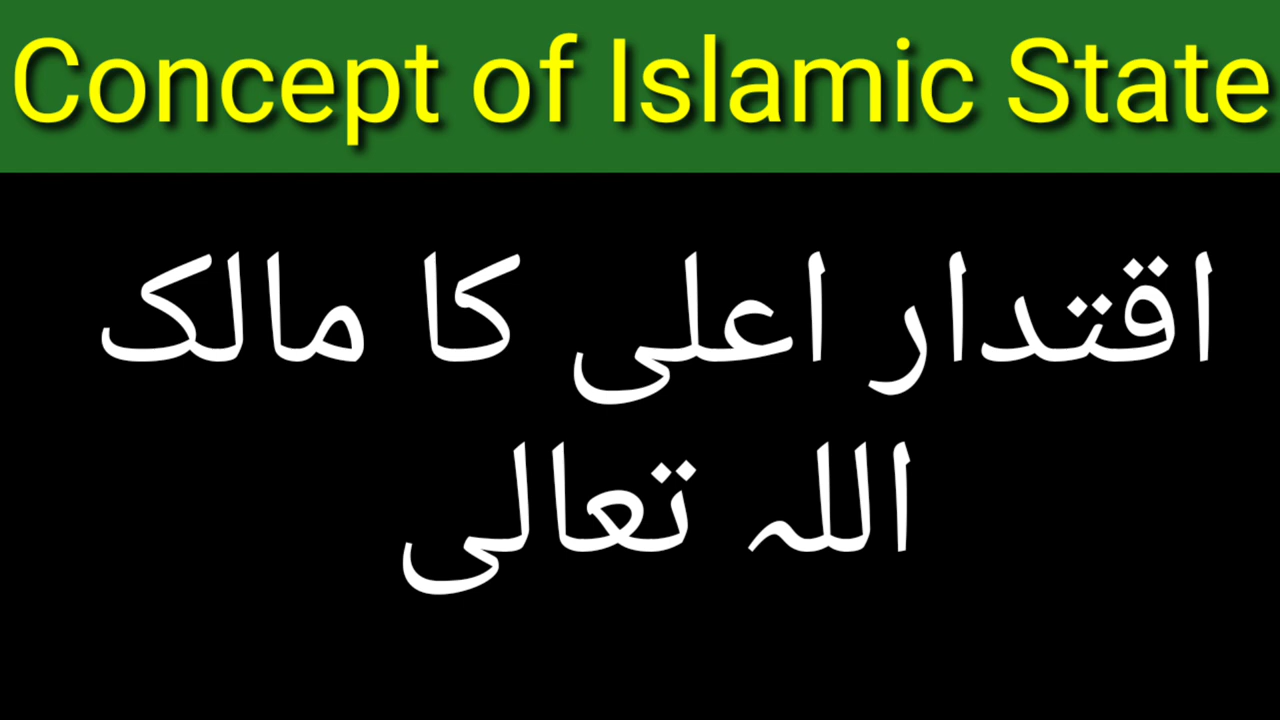 Concept of Islamic State
اقتدار اعلی کا مالک
اللہ تعالی